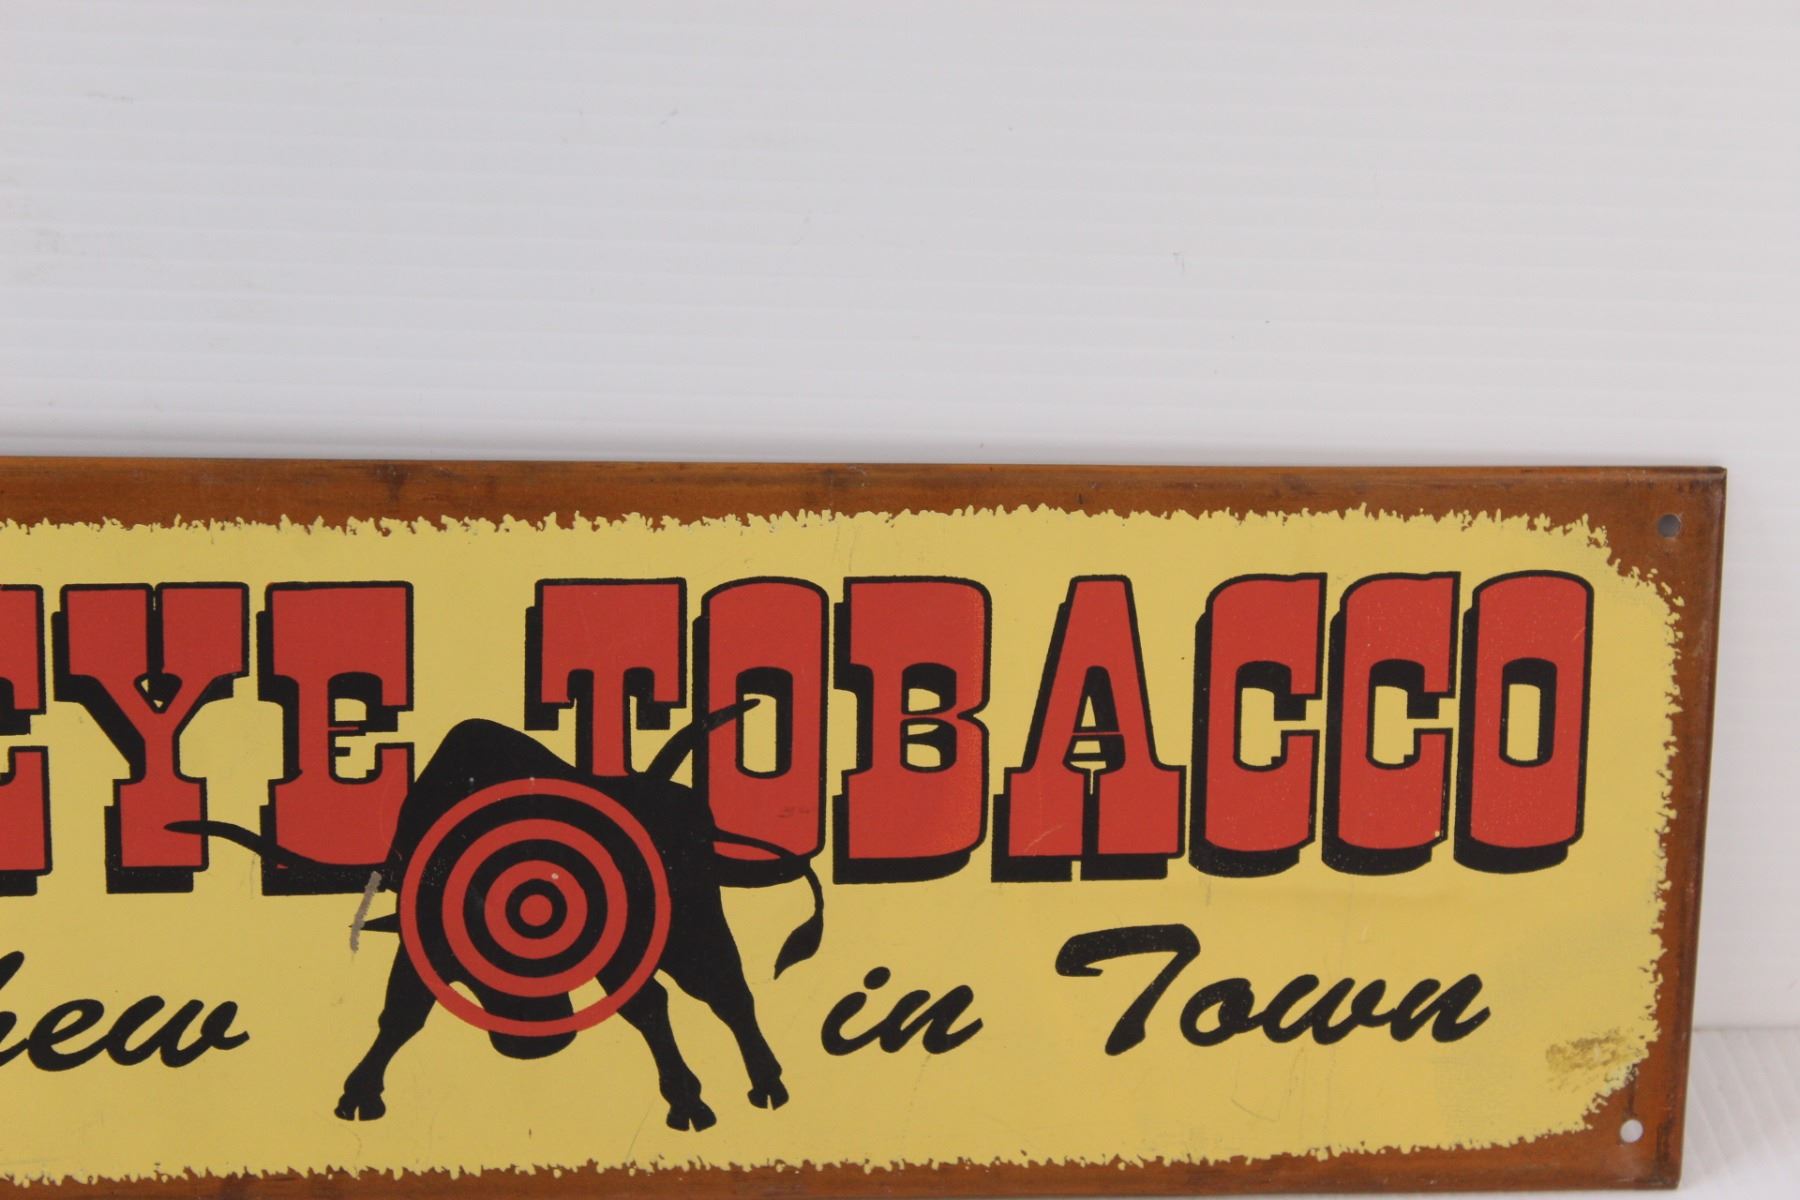 EYE TOBACCO
hew in Town